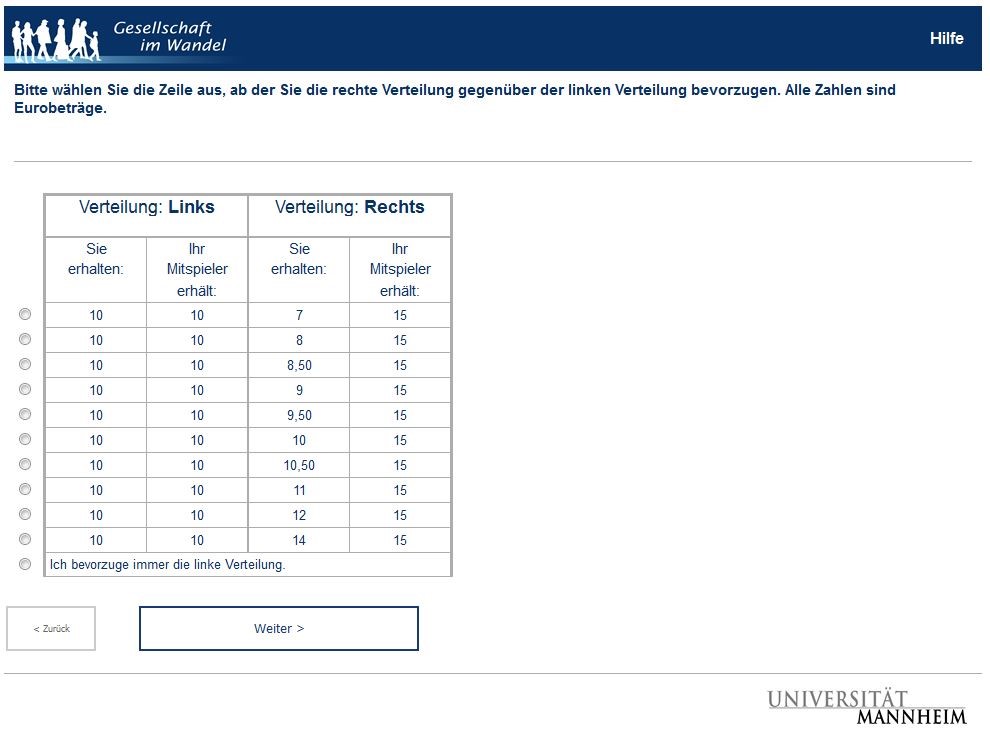 Gesellschaft
im Wandel
Hilfe
Bitte wählen Sie die Zeile aus, ab der Sie die rechte Verteilung gegenüber der linken Verteilung bevorzugen. Alle Zahlen sind
Eurobeträge.
Verteilung: Links Verteilung: Rechts
Sie erhalten: Ihr Mitspieler erhält: Sie erhalten: Ihr Mitspieler erhält:
10 10 7 15
10 10 8 15
10 10 8,50 15
10 10 9 15
10 10 9,50 15
10 10 10 15
10 10 10,50 15
10 10 11 15
10 10 12 15
10 10 14 15
Ich bevorzuge immer die linke Verteilung.
< Zurück Weiter >
UNIVERSITÄT
MANNHEIM